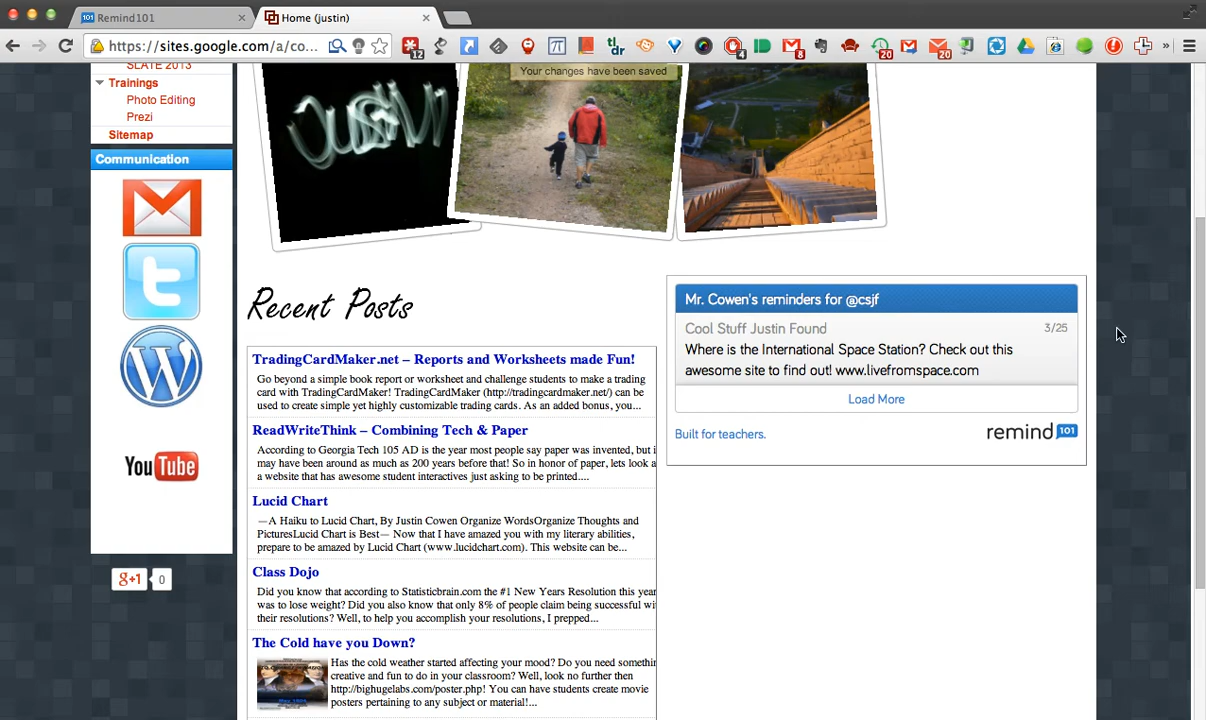 Remind101
Home (justin)
https://sites.google.com/a/co...
12
tl;dr
4
8
20
20
SLATE 2013
Trainings
Photo Editing
Prezi
Sitemap
Communication
You Tube
g+1 0
Your changes have been saved
JUSTIN
Recent Posts
TradingCardMaker.net – Reports and Worksheets made Fun!
Go beyond a simple book report or worksheet and challenge students to make a trading
card with TradingCardMaker! TradingCardMaker (http://tradingcardmaker.net/) can be
used to create simple yet highly customizable trading cards. As an added bonus, you...
ReadWriteThink – Combining Tech & Paper
According to Georgia Tech 105 AD is the year most people say paper was invented, but i
may have been around as much as 200 years before that! So in honor of paper, lets look a
a website that has awesome student interactives just asking to be printed....
Lucid Chart
—A Haiku to Lucid Chart, By Justin Cowen Organize WordsOrganize Thoughts and
PicturesLucid Chart is Best— Now that I have amazed you with my literary abilities,
prepare to be amazed by Lucid Chart (www.lucidchart.com). This website can be...
Class Dojo
Did you know that according to Statisticbrain.com the #1 New Years Resolution this year
was to lose weight? Did you also know that only 8% of people claim being successful wi
their resolutions? Well, to help you accomplish your resolutions, I prepped...
The Cold have you Down?
Has the cold weather started affecting your mood? Do you need somethin
creative and fun to do in your classroom? Well, look no further then
http://bighugelabs.com/poster.php! You can have students create movie
posters pertaining to any subject or material!...
Mr. Cowen's reminders for @csjf
Cool Stuff Justin Found 3/25
Where is the International Space Station? Check out this
awesome site to find out! www.livefromspace.com
Load More
Built for teachers.
remind 101